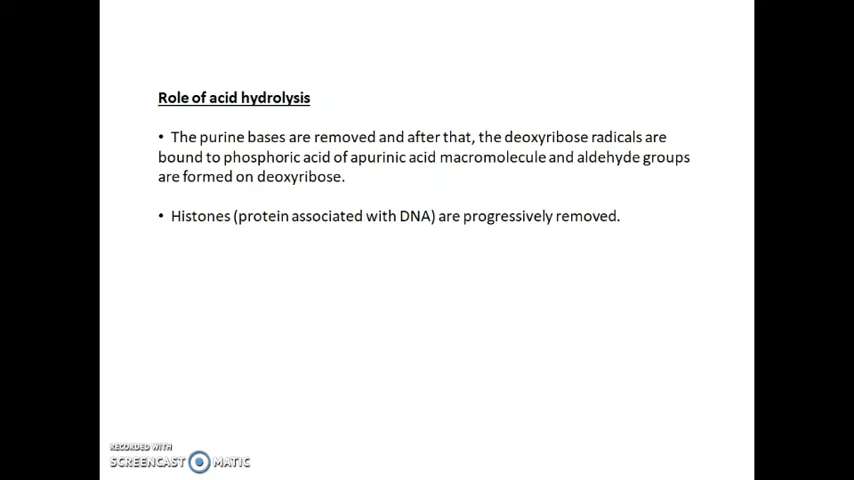 Role of acid hydrolysis
• The purine bases are removed and after that, the deoxyribose radicals are
bound to phosphoric acid of apurinic acid macromolecule and aldehyde groups
are formed on deoxyribose.
• Histones (protein associated with DNA) are progressively removed.
RECORDED WITH
SCREENCAST MATIC